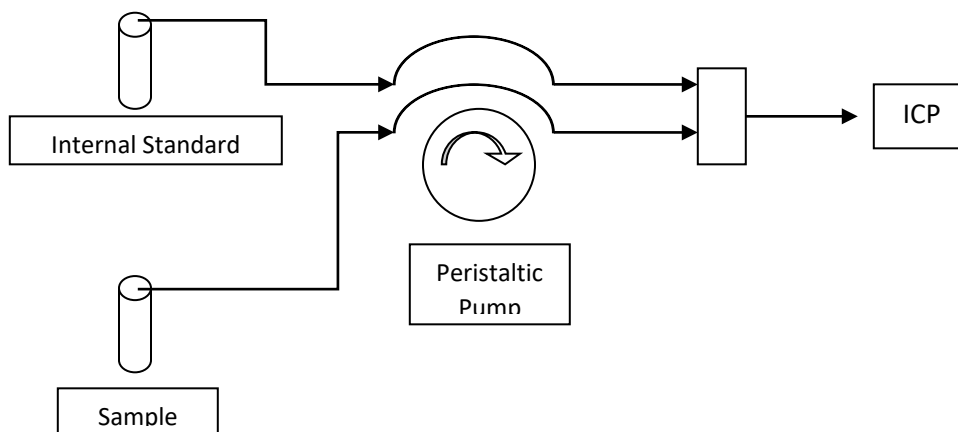 Internal Standard
ICP
Peristaltic
Pump
Sample